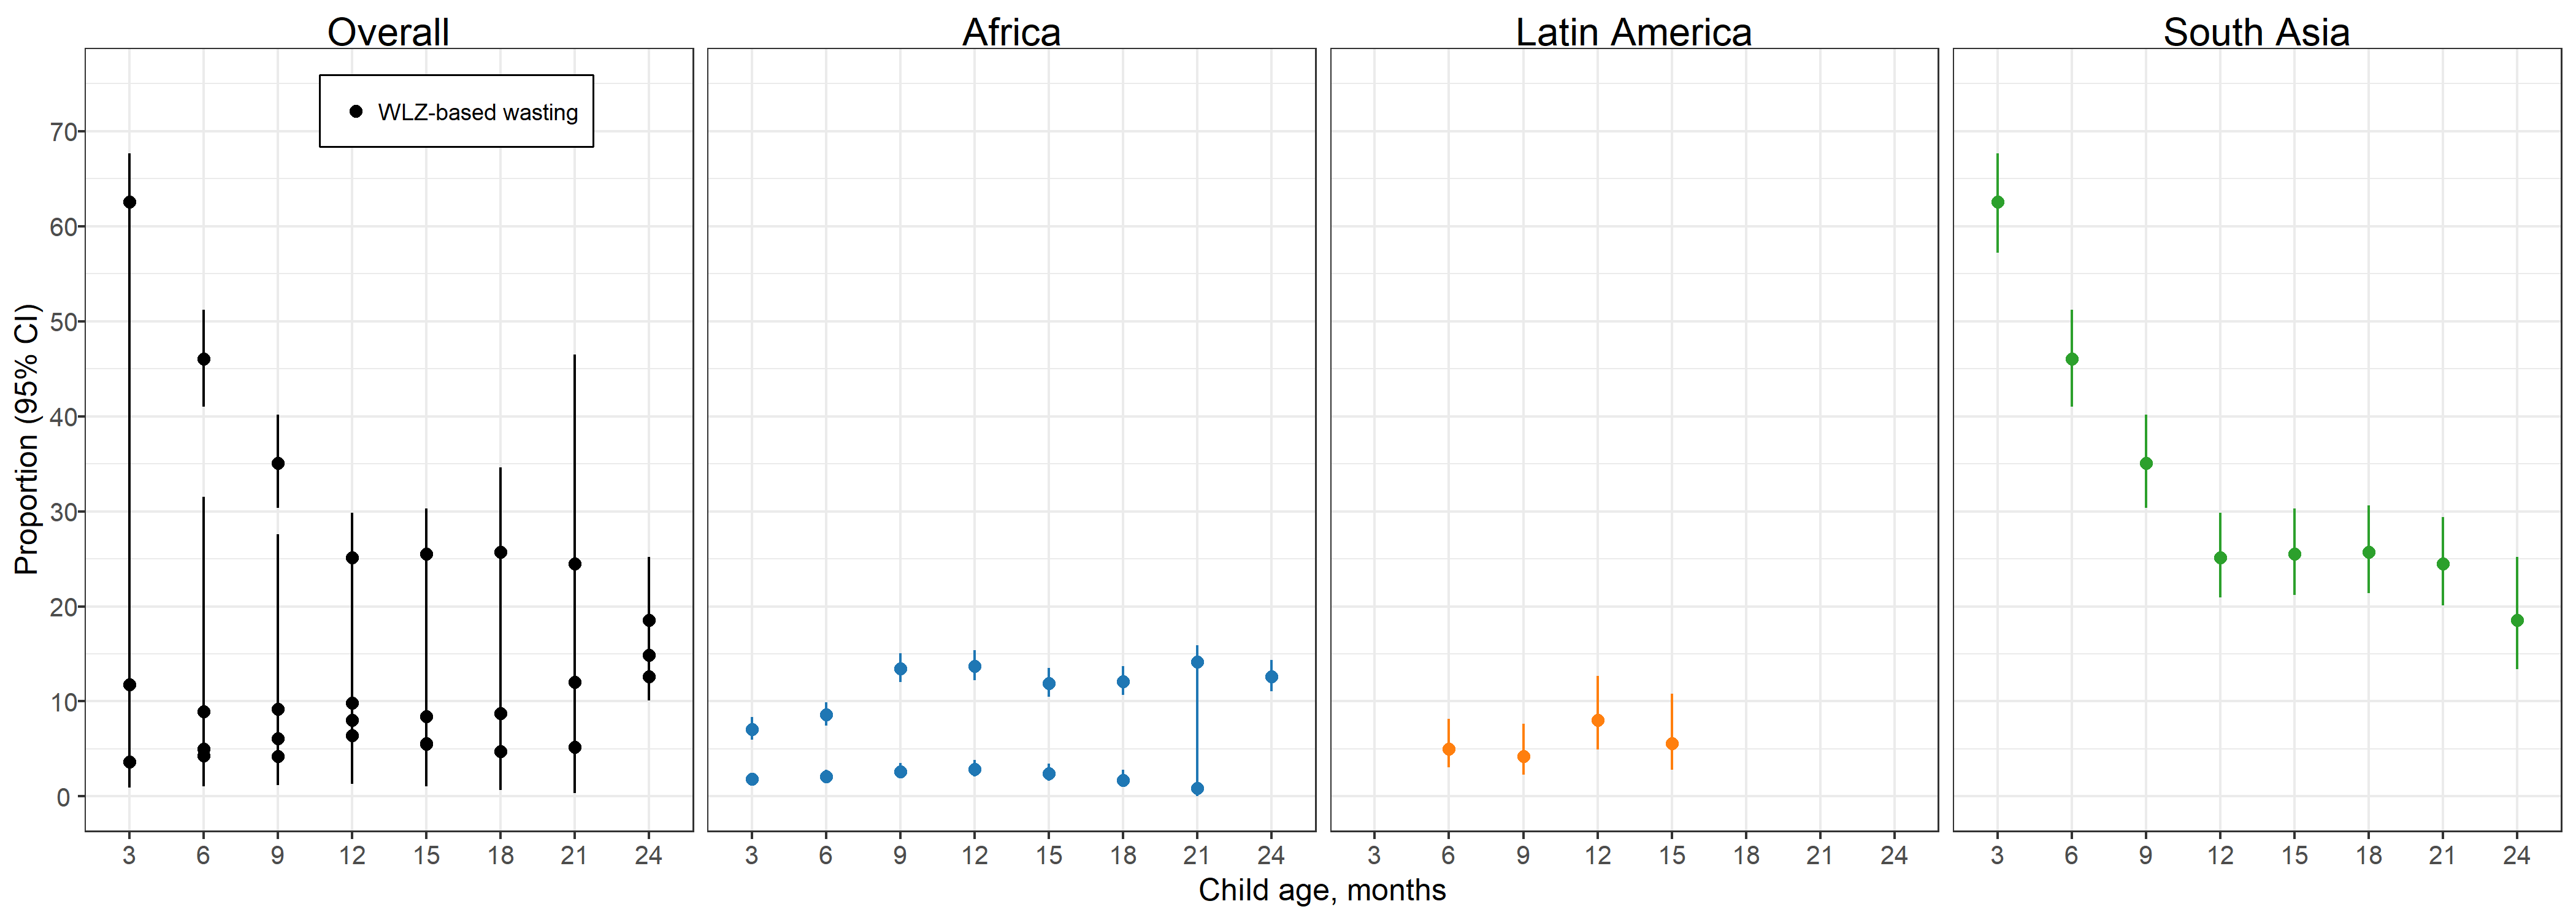 Overall
Africa
Latin America
South Asia
WLZ-based wasting
Proportion (95% CI)
70
60
50
40
30
20
10
0
3 6 9 12 15 18 21 24
3 6 9 12 15 18 21 24
3 6 9 12 15 18 21 24
3 6 9 12 15 18 21 24
Child age, months